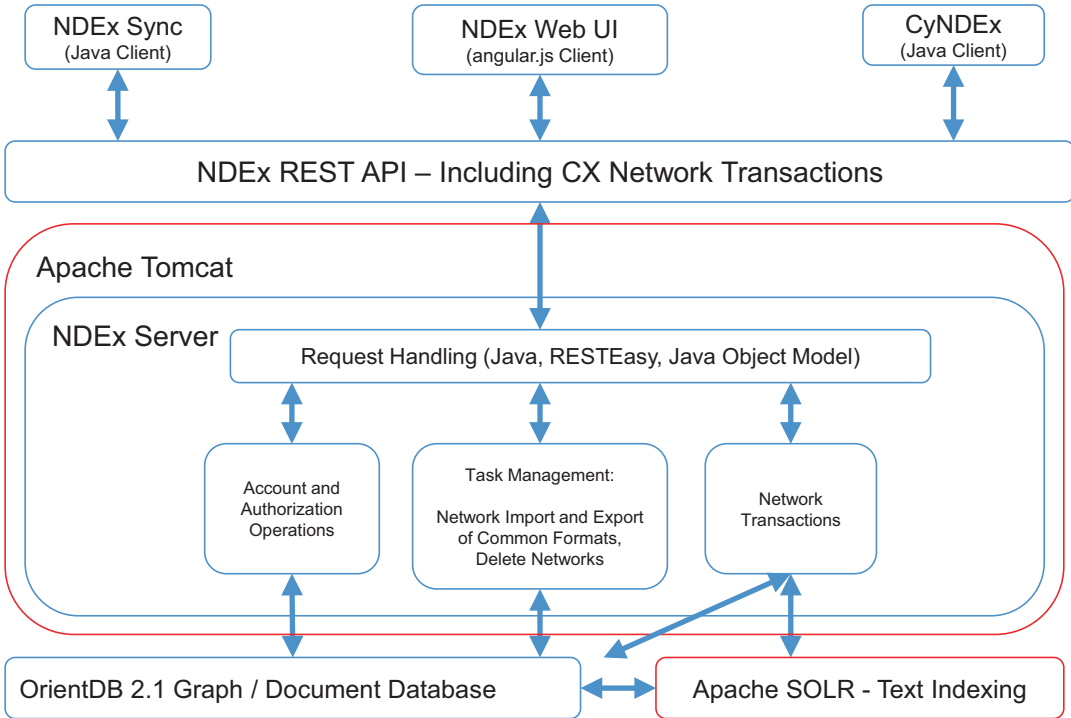 NDEx Sync
(Java Client)
NDEx Web UI
(angular.js Client)
CyNDEx
(Java Client)
NDEx REST API – Including CX Network Transactions
Apache Tomcat
NDEx Server
Request Handling (Java, RESTEasy, Java Object Model)
Account and
Authorization
Operations
Task Management:
Network Import and Export
of Common Formats,
Delete Networks
Network
Transactions
OrientDB 2.1 Graph / Document Database
Apache SOLR - Text Indexing